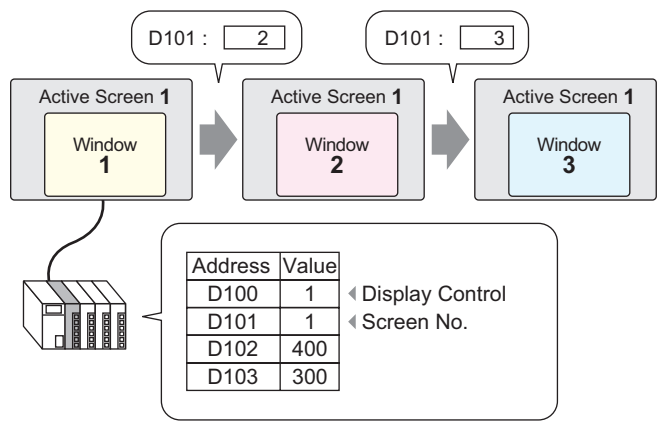 D101 : 2
D101 : 3
Active Screen 1
Window
1
Active Screen 1
Window
2
Active Screen 1
Window
3
Address Value
D100 1 Display Control
D101 1 Screen No.
D102 400
D103 300